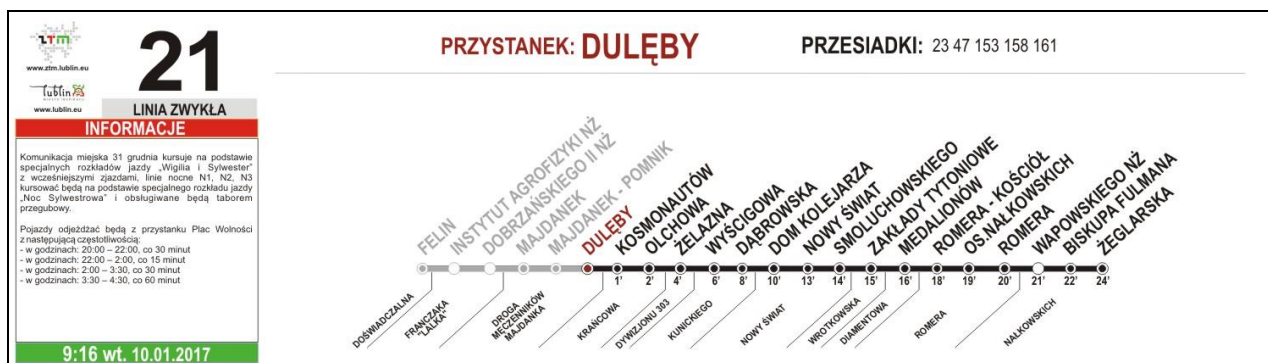 ZTM
www.ztm.lublin.eu
lublin
www.lublin.eu
21
LINIA ZWYKŁA
INFORMACJE
Komunikacja miejska 31 grudnia kursuje na podstawie
specjalnych rozkładów jazdy „Wigilia i Sylwester”
z wcześniejszymi zjazdami, linie nocne N1, N2, N3
kursować będą na podstawie specjalnego rozkładu jazdy
„Noc Sylwestrowa” i obsługiwane będą taborem
przegubowy.
Pojazdy odjeżdżać będą z przystanku Plac Wolności
z następującą częstotliwością:
- w godzinach: 20:00 – 22:00, co 30 minut
- w godzinach: 22:00 – 2:00, co 15 minut
- w godzinach: 2:00 – 3:30, co 30 minut
- w godzinach: 3:30 – 4:30, co 60 minut
9:16 wt. 10.01.2017
PRZYSTANEK: DULĘBY
PRZESIADKI: 23 47 153 158 161
FELIN
INSTYTUT AGROFIZYKI NŻ
DOBRZAŃSKIEGO II NŻ
MAJDANEK
MAJDANEK - POMNIK
DULĘBY
KOSMONAUTÓW
OLCHOWA
ŻELAZNA
WYŚCIGOWA
DĄBROWSKA
DOM KOLEJARZA
NOWY ŚWIAT
SMOLUCHOWSKIEGO
ZAKŁADY TYTONIOWE
MEDALIONÓW
ROMERA - KOŚCIÓŁ
OS.NAŁKOWSKICH
ROMERA
WAPOWSKIEGO NŻ
BISKUPA FULMANA
ŻEGLARSKA
1' 2' 4' 6' 8' 10' 13' 14' 15' 16' 18' 19' 20' 21' 22' 24'
DOŚWIADCZALNA
FRANCZAKA
"LALKA"
DROGA
MĘCZENNIKÓW
MAJDANKA
KRAŃCOWA
DYWIZJONU 303
KUNICKIEGO
NOWY ŚWIAT
WROTKOWSKA
DIAMENTOWA
ROMERA
NAŁKOWSKICH